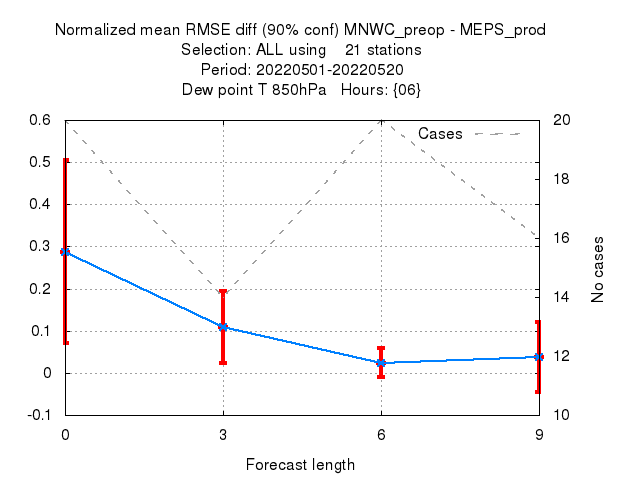 Normalized mean RMSE diff (90% conf) MNWC_preop - MEPS_prod
Selection: ALL using 21 stations
Period: 20220501-20220520
Dew point T 850hPa Hours: {06}
Cases
0.6
0.5
0.4
0.3
0.2
0.1
0
-0.1
20
18
16
14
12
10
No cases
0 3 6 9
Forecast length